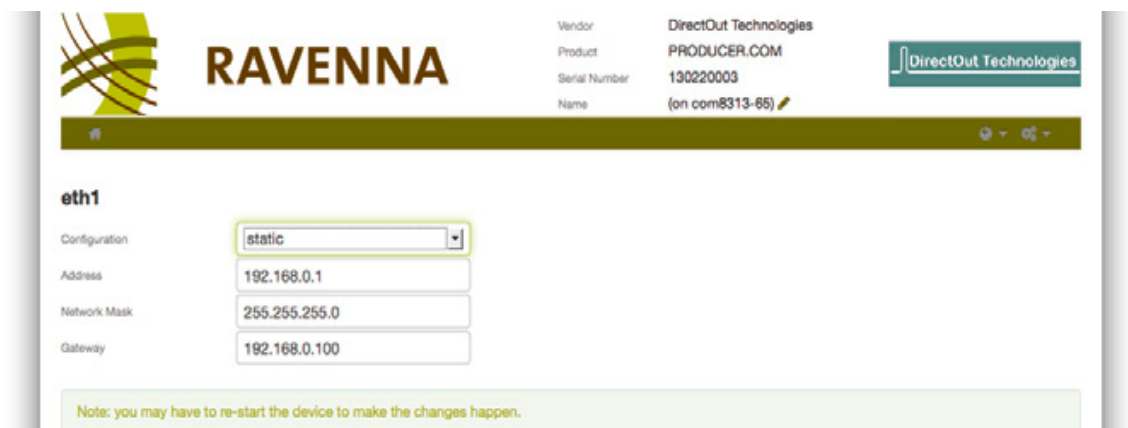 RAVENNA
Vendor DirectOut Technologies
Product PRODUCER.COM
Serial Number 130220003
Name (on com8313-65)
DirectOut Technologies
eth1
Configuration static
Address 192.168.0.1
Network Mask 255.255.255.0
Gateway 192.168.0.100
Note: you may have to re-start the device to make the changes happen.